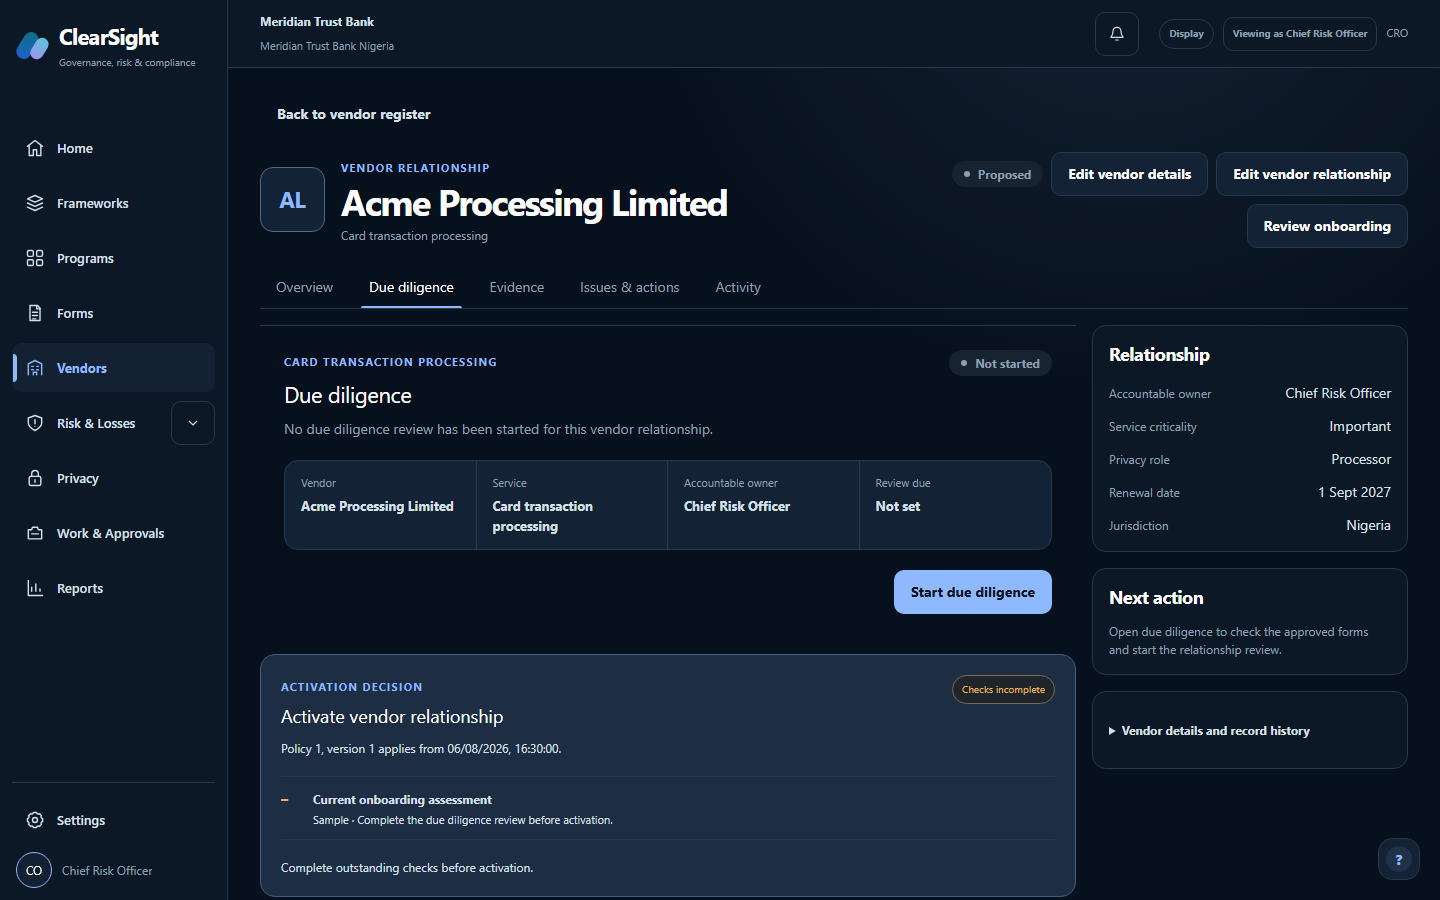 ClearSight
Governance, risk & compliance
Home
Frameworks
Programs
Forms
Vendors
Risk & Losses
Privacy
Work & Approvals
Reports
Settings
CO
Chief Risk Officer
Meridian Trust Bank
Meridian Trust Bank Nigeria
Display
Viewing as Chief Risk Officer
CRO
Back to vendor register
AL
VENDOR RELATIONSHIP
Acme Processing Limited
Card transaction processing
Proposed
Edit vendor details
Edit vendor relationship
Review onboarding
Overview
Due diligence
Evidence
Issues & actions
Activity
CARD TRANSACTION PROCESSING
Not started
Due diligence
No due diligence review has been started for this vendor relationship.
Vendor
Acme Processing Limited
Service
Card transaction
processing
Accountable owner
Chief Risk Officer
Review due
Not set
Start due diligence
ACTIVATION DECISION
Checks incomplete
Activate vendor relationship
Policy 1, version 1 applies from 06/08/2026, 16:30:00.
– Current onboarding assessment
Sample · Complete the due diligence review before activation.
Complete outstanding checks before activation.
Relationship
Accountable owner Chief Risk Officer
Service criticality Important
Privacy role Processor
Renewal date 1 Sept 2027
Jurisdiction Nigeria
Next action
Open due diligence to check the approved forms
and start the relationship review.
Vendor details and record history
?